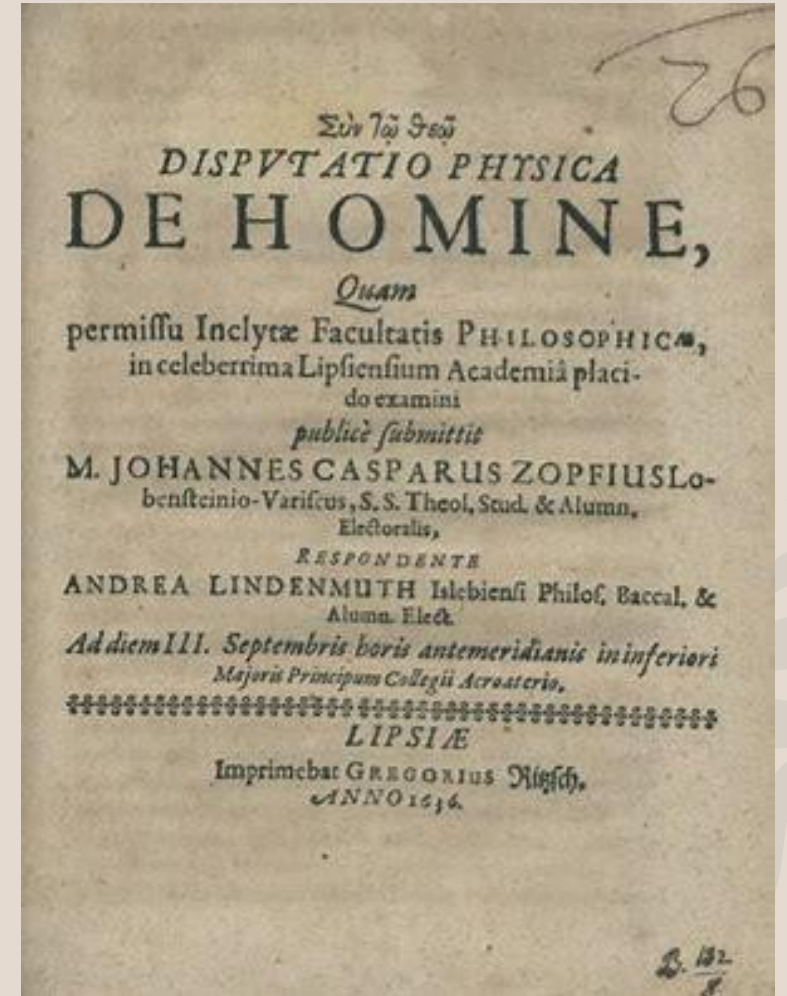 26
Σὺν τῷ θεῷ
DISPVTATIO PHYSICA
DE HOMINE,
Quam
permiſſu Inclytæ Facultatis PHILOSOPHICÆ,
in celeberrima Lipſienſium Academiâ placi-
do examini
publicè ſubmittit
M. JOHANNES CASPARUS ZOPFIUS Lo-
benſteinio-Variſcus, S. S. Theol. Stud. & Alumn.
Electoralis,
RESPONDENTE
ANDREA LINDENMUTH Islebienſi Philoſ. Baccal. &
Alumn. Elect.
Ad diem III. Septembris horis antemeridianis in inferiori
Majoris Principum Collegii Acroaterio.
LIPSIÆ
Imprimebat GREGORIUS Ritzſch.
ANNO 1636.
B. 182
8